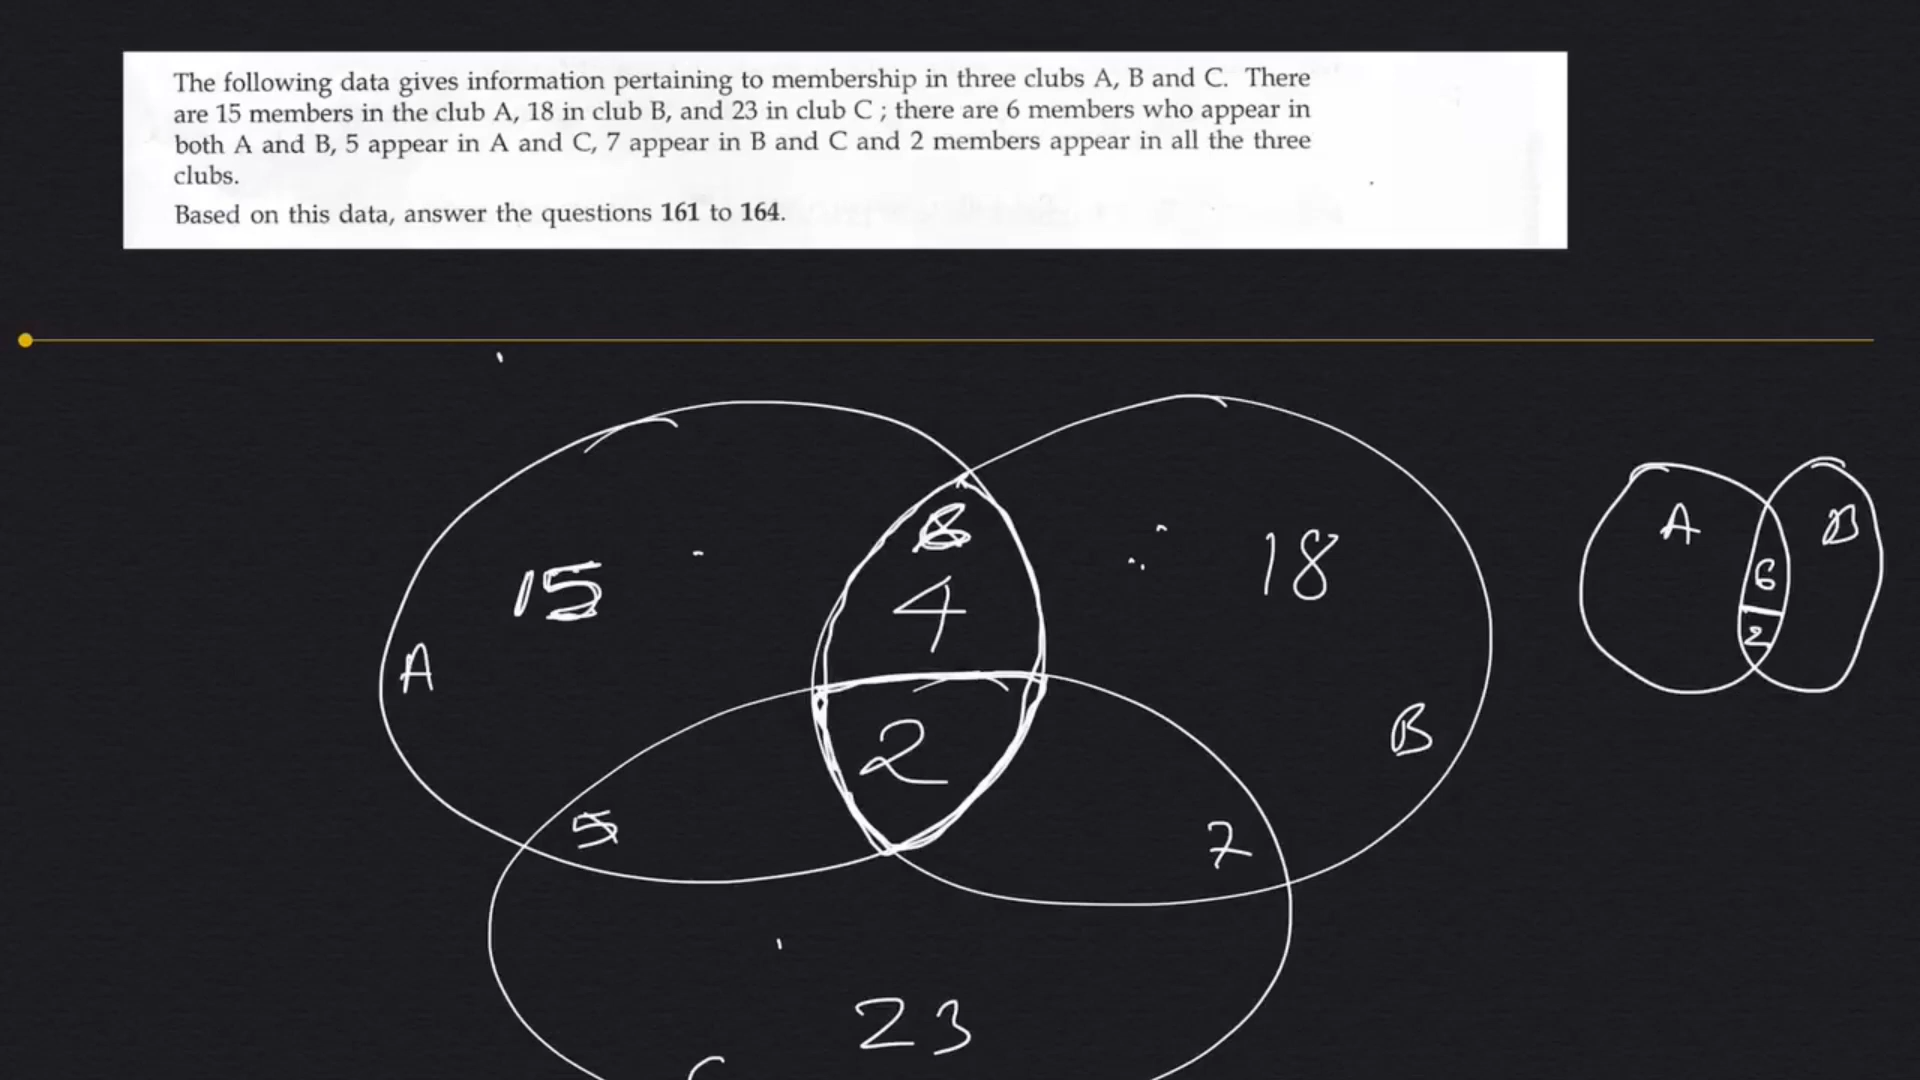 The following data gives information pertaining to membership in three clubs A, B and C. There
are 15 members in the club A, 18 in club B, and 23 in club C ; there are 6 members who appear in
both A and B, 5 appear in A and C, 7 appear in B and C and 2 members appear in all the three
clubs.
Based on this data, answer the questions 161 to 164.
15
4
18
A
B
6
2
A
2
B
5
7
23
C